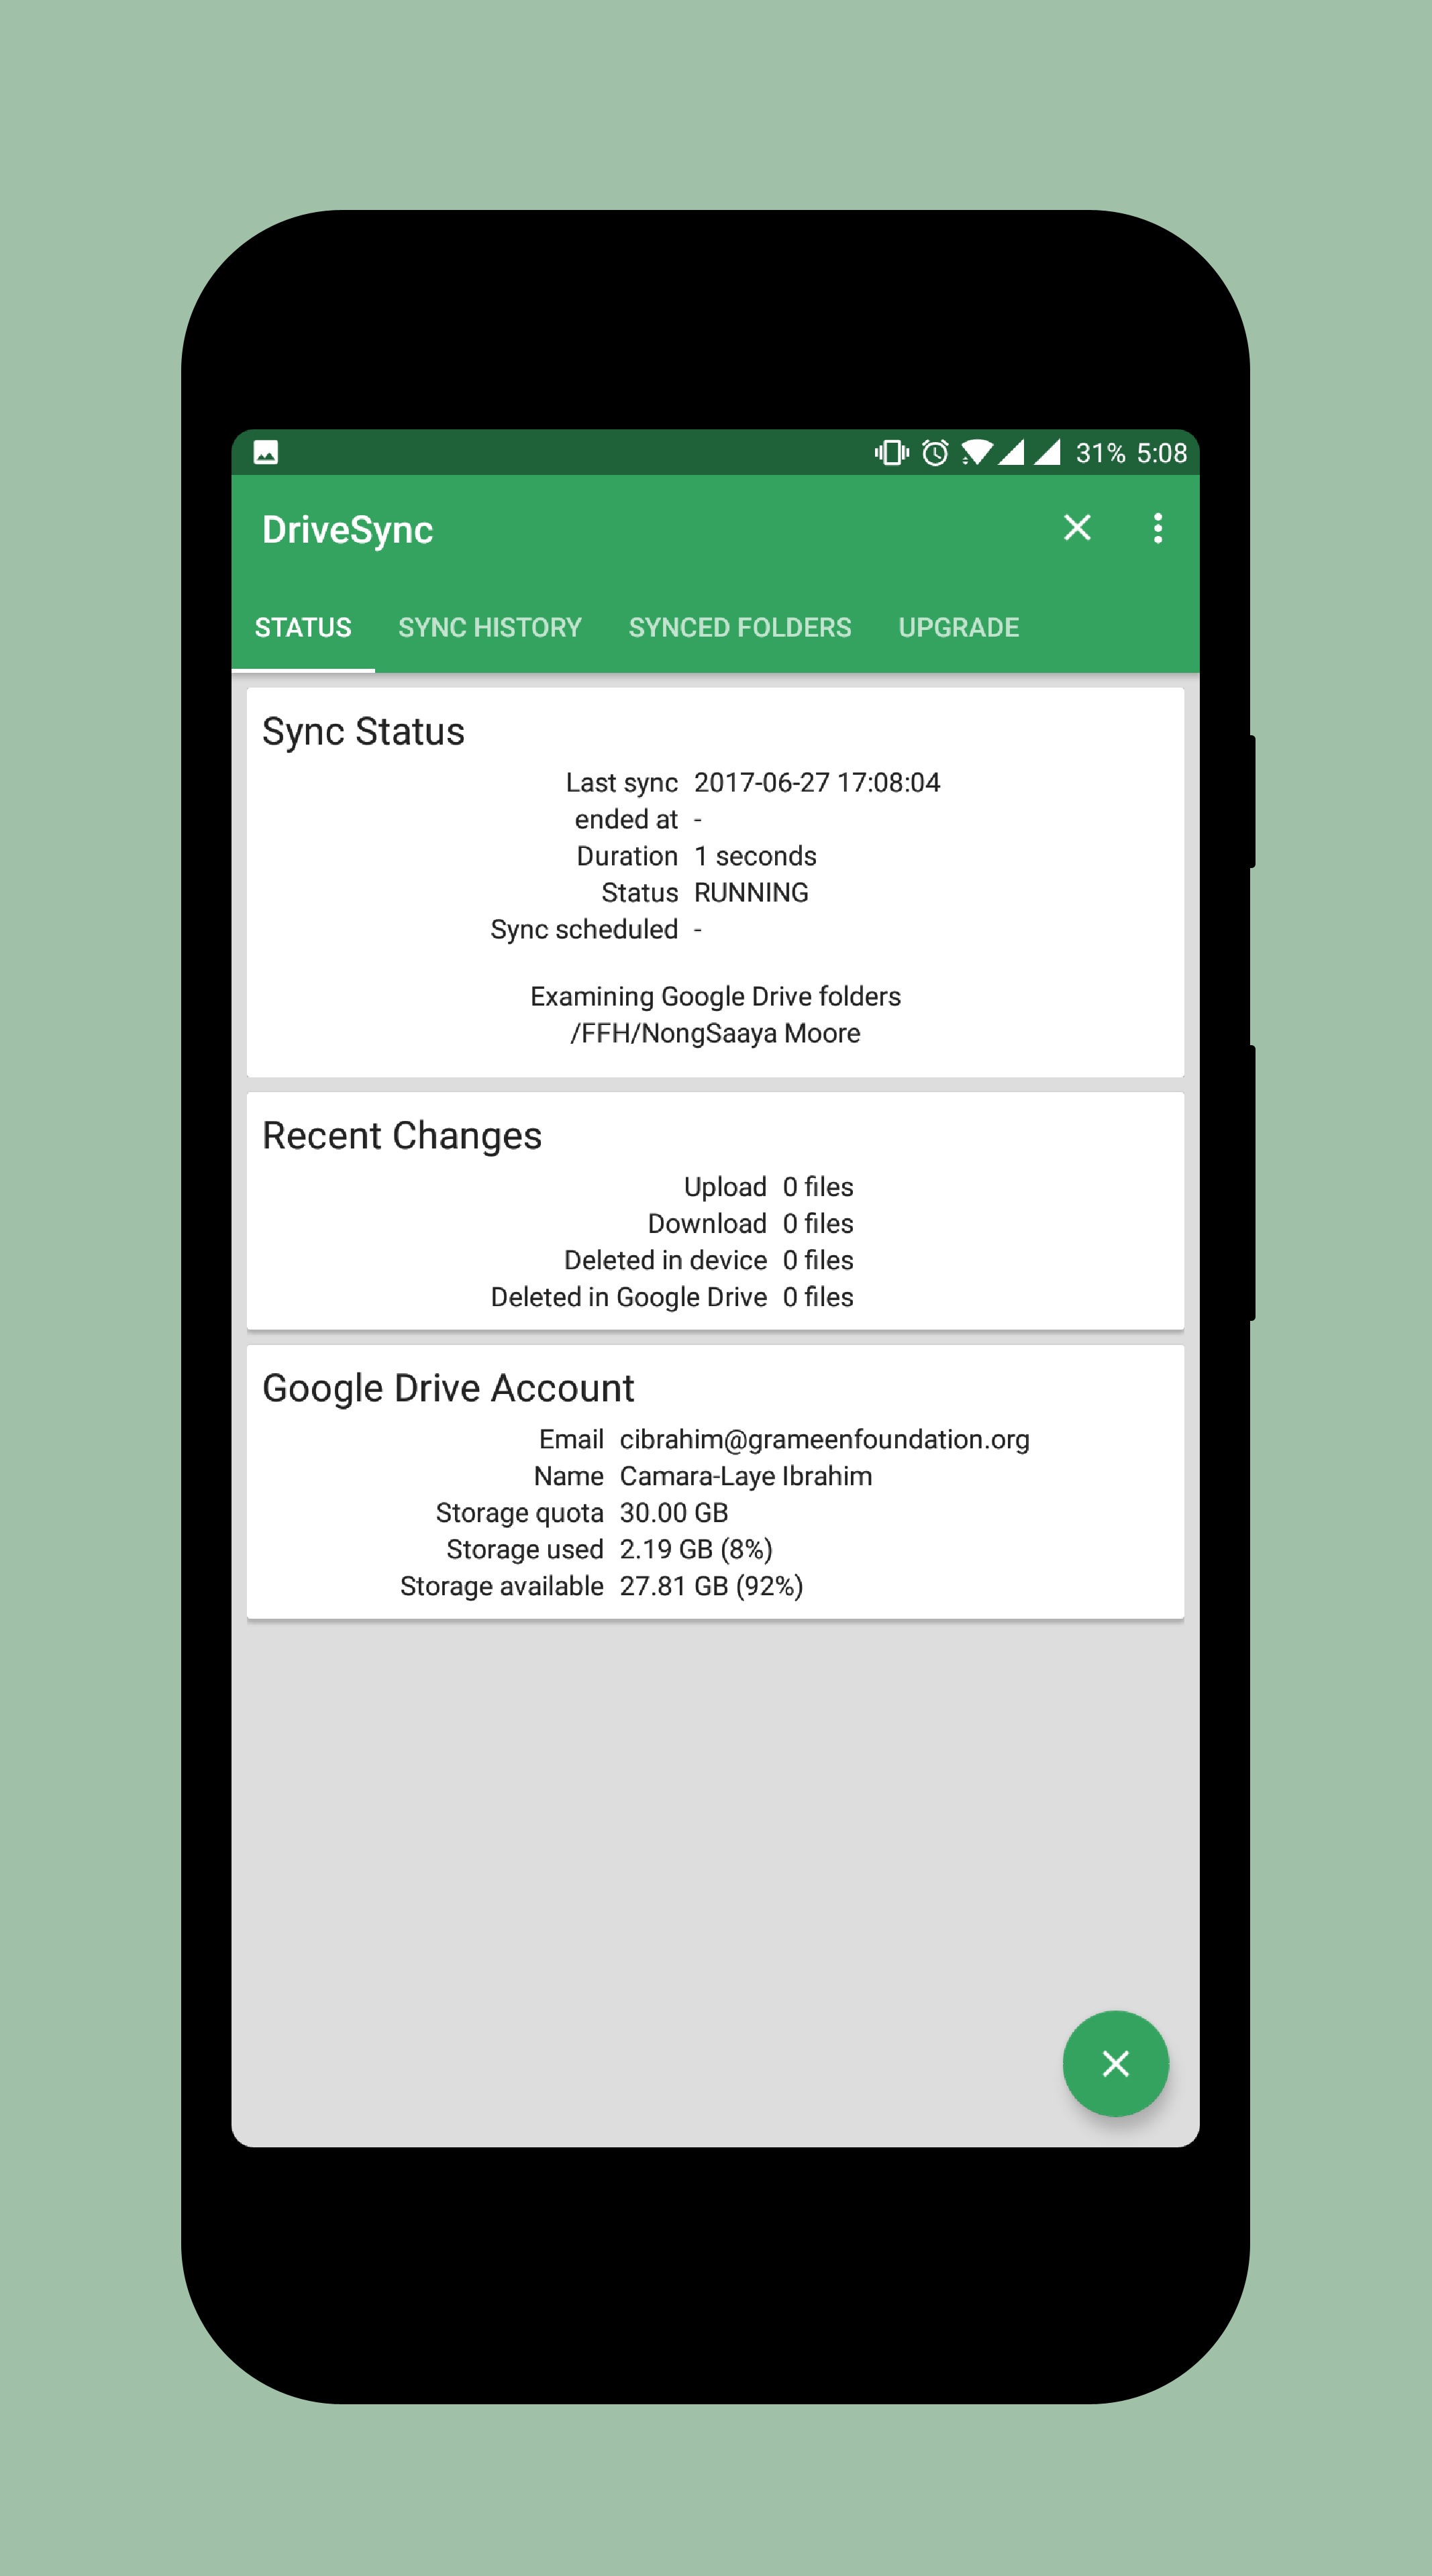 31% 5:08
DriveSync
STATUS SYNC HISTORY SYNCED FOLDERS UPGRADE
Sync Status
Last sync 2017-06-27 17:08:04
ended at -
Duration 1 seconds
Status RUNNING
Sync scheduled -
Examining Google Drive folders
/FFH/NongSaaya Moore
Recent Changes
Upload 0 files
Download 0 files
Deleted in device 0 files
Deleted in Google Drive 0 files
Google Drive Account
Email cibrahim@grameenfoundation.org
Name Camara-Laye Ibrahim
Storage quota 30.00 GB
Storage used 2.19 GB (8%)
Storage available 27.81 GB (92%)